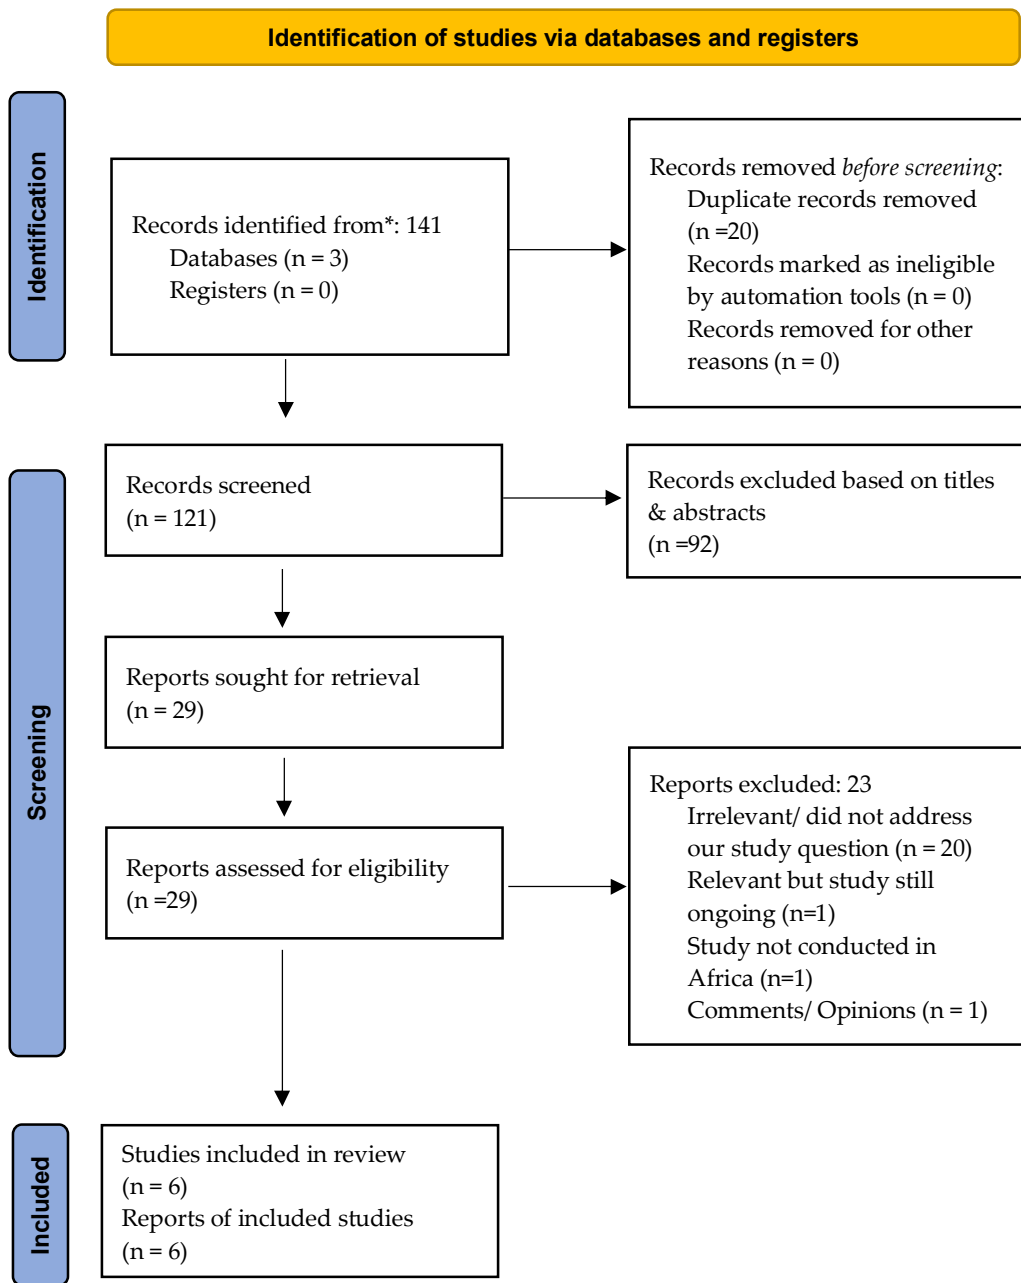 Identification of studies via databases and registers
Identification
Records identified from*: 141
Databases (n = 3)
Registers (n = 0)
Records removed before screening:
Duplicate records removed
(n =20)
Records marked as ineligible
by automation tools (n = 0)
Records removed for other
reasons (n = 0)
Screening
Records screened
(n = 121)
Records excluded based on titles
& abstracts
(n =92)
Reports sought for retrieval
(n = 29)
Reports assessed for eligibility
(n =29)
Reports excluded: 23
Irrelevant/ did not address
our study question (n = 20)
Relevant but study still
ongoing (n=1)
Study not conducted in
Africa (n=1)
Comments/ Opinions (n = 1)
Included
Studies included in review
(n = 6)
Reports of included studies
(n = 6)